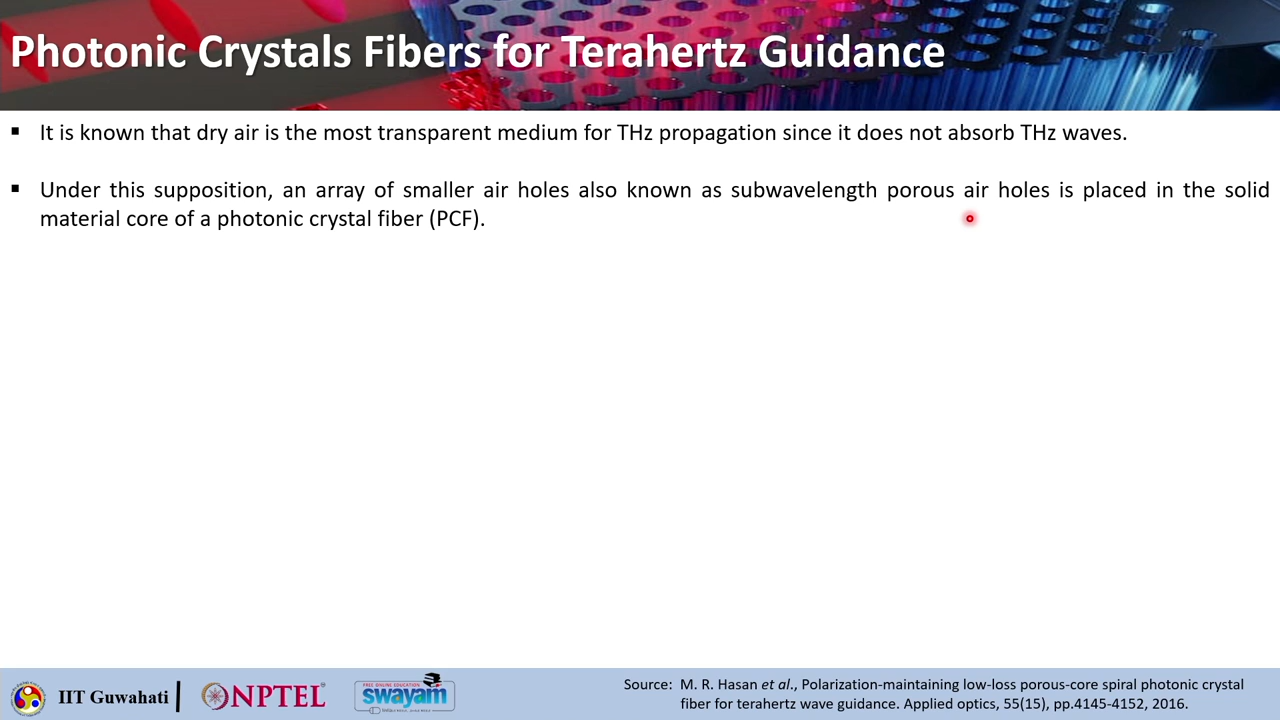 Photonic Crystals Fibers for Terahertz Guidance
▪ It is known that dry air is the most transparent medium for THz propagation since it does not absorb THz waves.
▪ Under this supposition, an array of smaller air holes also known as subwavelength porous air holes is placed in the solid
material core of a photonic crystal fiber (PCF).
IIT Guwahati
NPTEL
FREE ONLINE EDUCATION
swayam
Source: M. R. Hasan et al., Polarization-maintaining low-loss porous-core spiral photonic crystal
fiber for terahertz wave guidance. Applied optics, 55(15), pp.4145-4152, 2016.